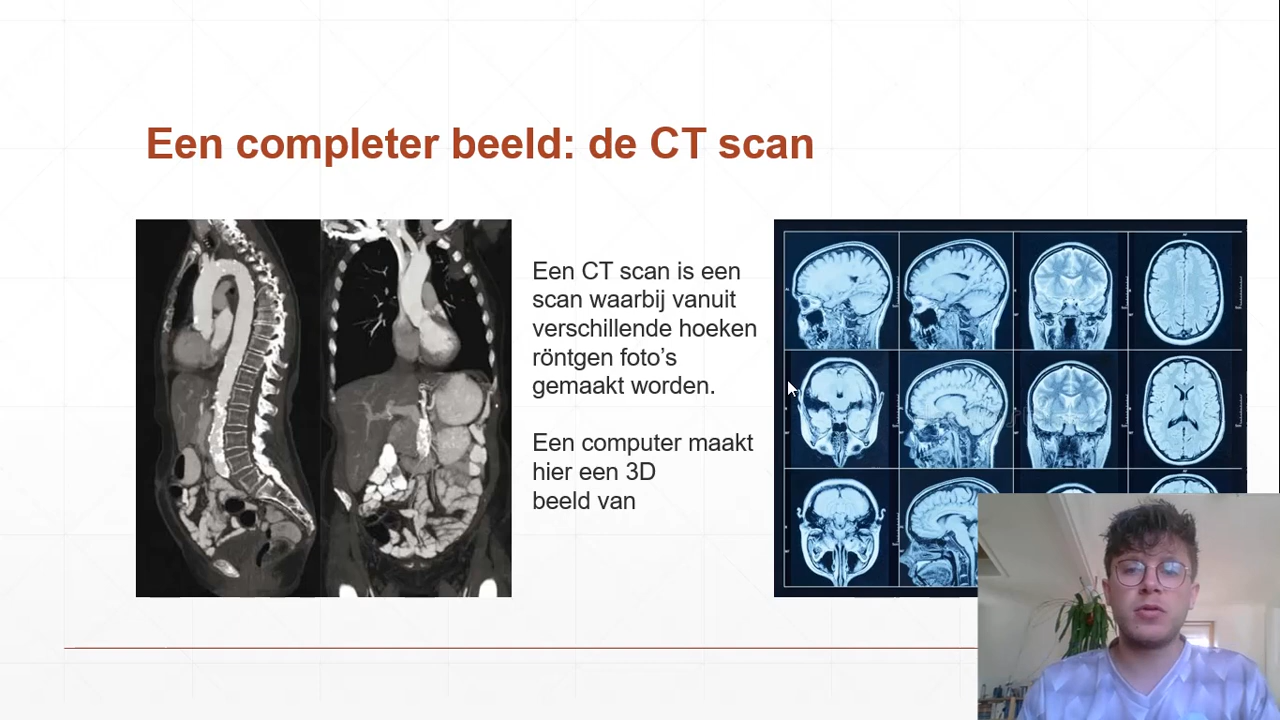 Een completer beeld: de CT scan
Een CT scan is een
scan waarbij vanuit
verschillende hoeken
röntgen foto’s
gemaakt worden.
Een computer maakt
hier een 3D
beeld van